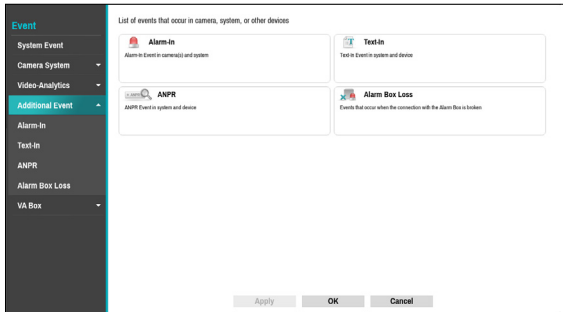 Event
System Event
Camera System
Video-Analytics
Additional Event
Alarm-In
Text-In
ANPR
Alarm Box Loss
VA Box
List of events that occur in camera, system, or other devices
Alarm-In
Alarm-In Event in camera(s) and system
Text-In
Text-In Event in system and device
ANPR
ANPR Event in system and device
Alarm Box Loss
Events that occur when the connection with the Alarm Box is broken
Apply OK Cancel